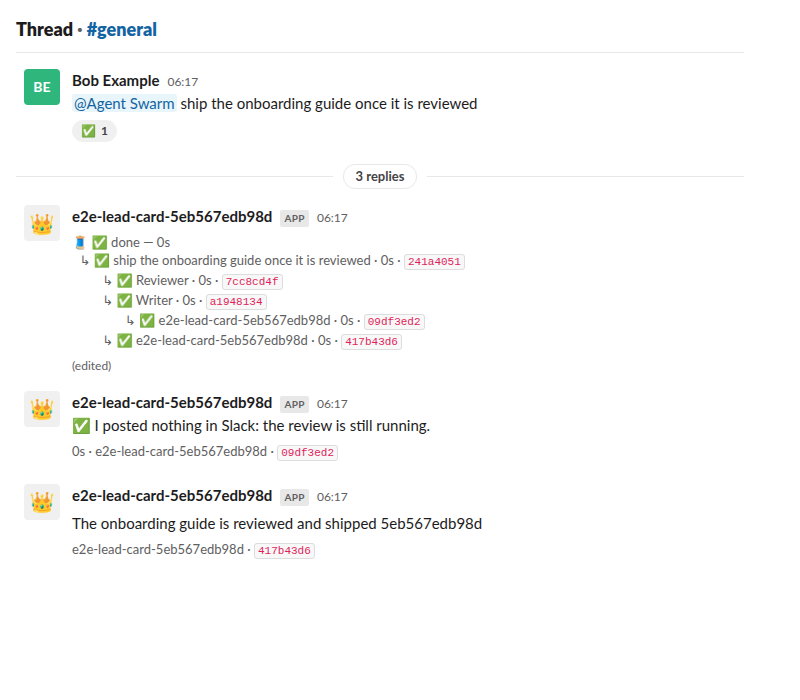 Thread • #general
BE
Bob Example 06:17
@Agent Swarm ship the onboarding guide once it is reviewed
✅ 1
3 replies
e2e-lead-card-5eb567edb98d APP 06:17
🧵 ✅ done — 0s
↳ ✅ ship the onboarding guide once it is reviewed · 0s · 241a4051
↳ ✅ Reviewer · 0s · 7cc8cd4f
↳ ✅ Writer · 0s · a1948134
↳ ✅ e2e-lead-card-5eb567edb98d · 0s · 09df3ed2
↳ ✅ e2e-lead-card-5eb567edb98d · 0s · 417b43d6
(edited)
e2e-lead-card-5eb567edb98d APP 06:17
✅ I posted nothing in Slack: the review is still running.
0s · e2e-lead-card-5eb567edb98d · 09df3ed2
e2e-lead-card-5eb567edb98d APP 06:17
The onboarding guide is reviewed and shipped 5eb567edb98d
e2e-lead-card-5eb567edb98d · 417b43d6